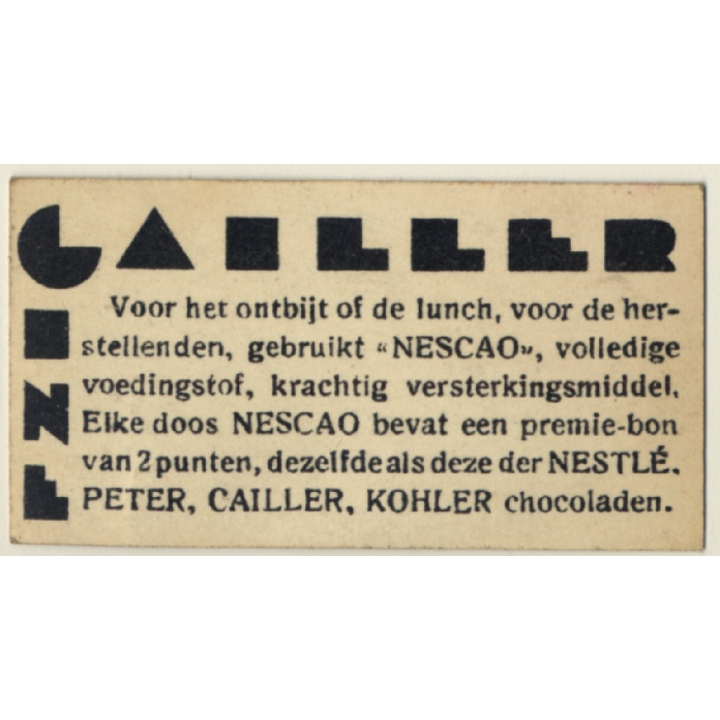 CAILLER
CINE
Voor het ontbijt of de lunch, voor de her-
stellenden, gebruikt «NESCAO», volledige
voedingstof, krachtig versterkingsmiddel.
Elke doos NESCAO bevat een premie-bon
van 2 punten, dezelfde als deze der NESTLÉ,
PETER, CAILLER, KOHLER chocoladen.